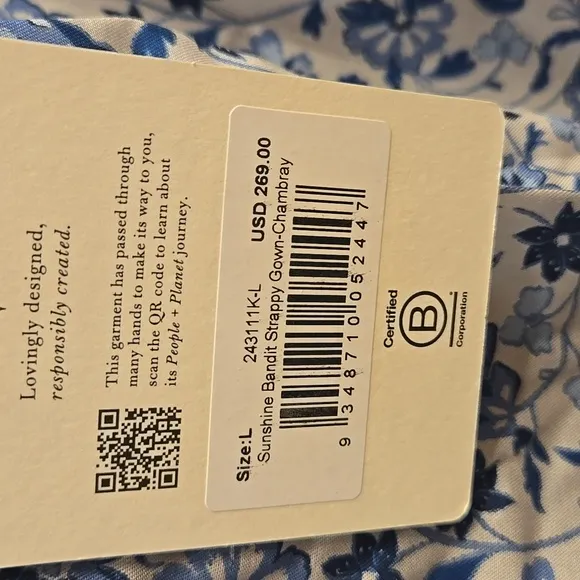 Lovingly designed,
responsibly created.
This garment has passed through
many hands to make its way to you,
scan the QR code to learn about
its People + Planet journey.
Size:L 243111K-L USD 269.00
Sunshine Bandit Strappy Gown-Chambray
9 348710 052447
Certified
B
Corporation